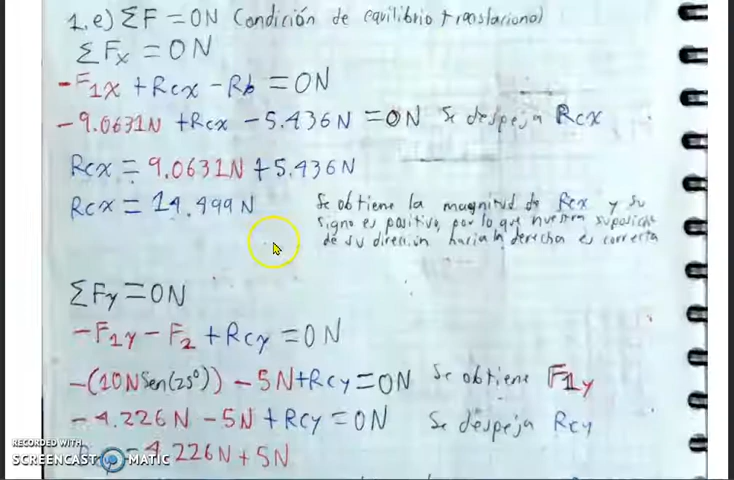 1.e) ΣF = 0N Condición de equilibrio translacional
ΣFx = 0N
-F1x + Rcx - Rb = 0N
-9.0631N + Rcx - 5.436N = 0N Se despeja Rcx
Rcx = 9.0631N + 5.436N
Rcx = 14.499N Se obtiene la magnitud de Rcx y su
signo es positivo, por lo que nuestra suposición
de su dirección hacia la derecha es correcta
ΣFy = 0N
-F1y - F2 + Rcy = 0N
-(10N Sen(25°)) - 5N + Rcy = 0N Se obtiene F1y
-4.226N - 5N + Rcy = 0N Se despeja Rcy
= 4.226N + 5N
RECORDED WITH
SCREENCAST MATIC